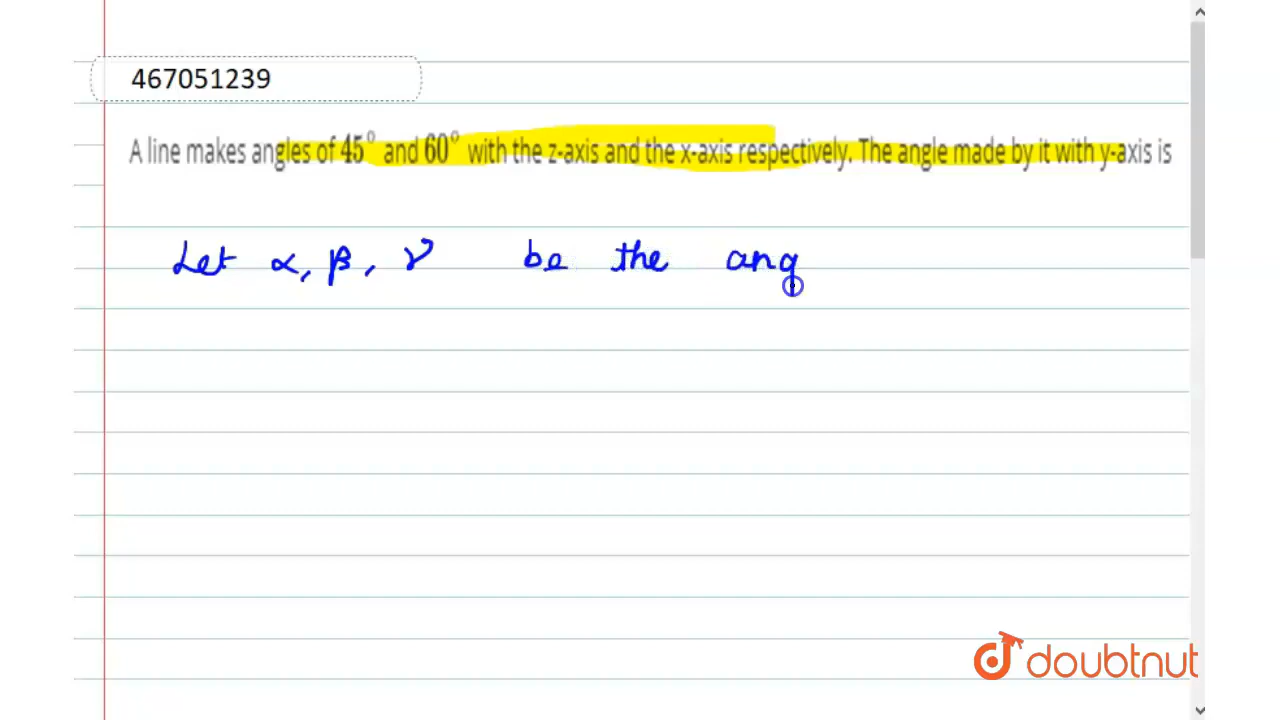 467051239
A line makes angles of 45° and 60° with the z-axis and the x-axis respectively. The angle made by it with y-axis is
Let α, β, γ be the ang
doubtnut